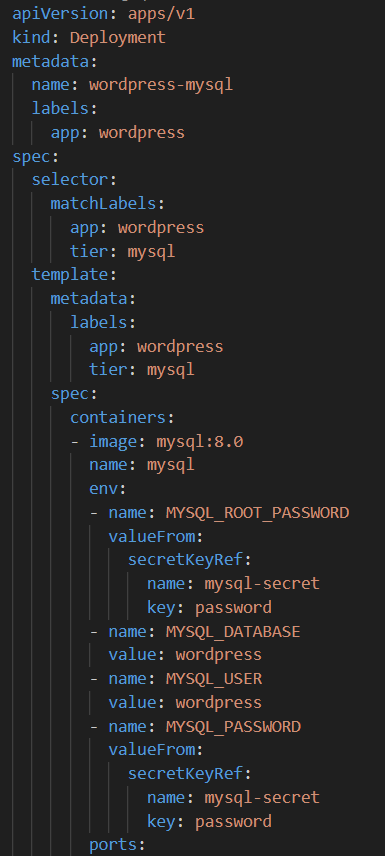 apiVersion: apps/v1
kind: Deployment
metadata:
  name: wordpress-mysql
  labels:
    app: wordpress
spec:
  selector:
    matchLabels:
      app: wordpress
      tier: mysql
  template:
    metadata:
      labels:
        app: wordpress
        tier: mysql
    spec:
      containers:
      - image: mysql:8.0
        name: mysql
        env:
        - name: MYSQL_ROOT_PASSWORD
          valueFrom:
            secretKeyRef:
              name: mysql-secret
              key: password
        - name: MYSQL_DATABASE
          value: wordpress
        - name: MYSQL_USER
          value: wordpress
        - name: MYSQL_PASSWORD
          valueFrom:
            secretKeyRef:
              name: mysql-secret
              key: password
        ports: